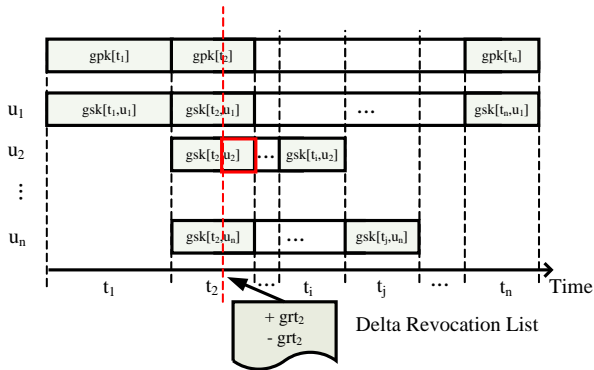 gpk[t₁] gpk[t₂] gpk[tₙ]
u₁ gsk[t₁,u₁] gsk[t₂,u₁] ... gsk[tₙ,u₁]
u₂ gsk[t₂,u₂] ... gsk[tᵢ,u₂]
⋮
uₙ gsk[t₂,uₙ] ... gsk[tⱼ,uₙ]
t₁ t₂ ... tᵢ tⱼ ... tₙ Time
+ grt₂
- grt₂
Delta Revocation List